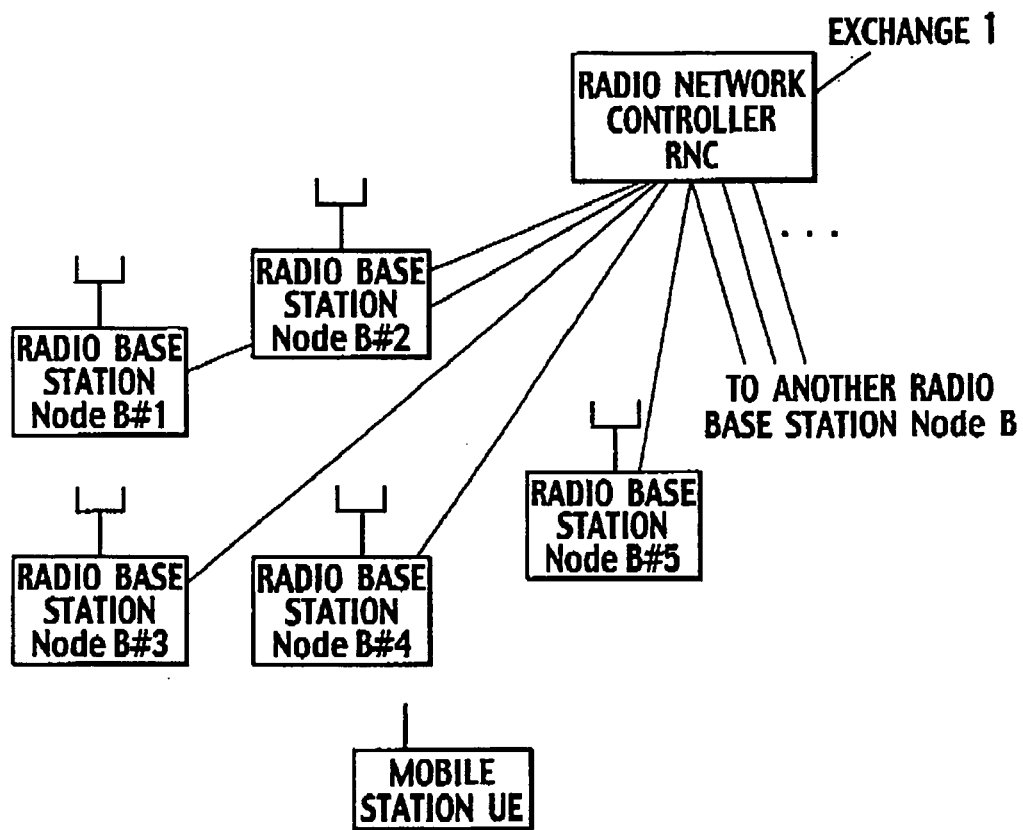 EXCHANGE 1
RADIO NETWORK
CONTROLLER
RNC
. . .
RADIO BASE
STATION
Node B#2
RADIO BASE
STATION
Node B#1
TO ANOTHER RADIO
BASE STATION Node B
RADIO BASE
STATION
Node B#5
RADIO BASE
STATION
Node B#3
RADIO BASE
STATION
Node B#4
MOBILE
STATION UE